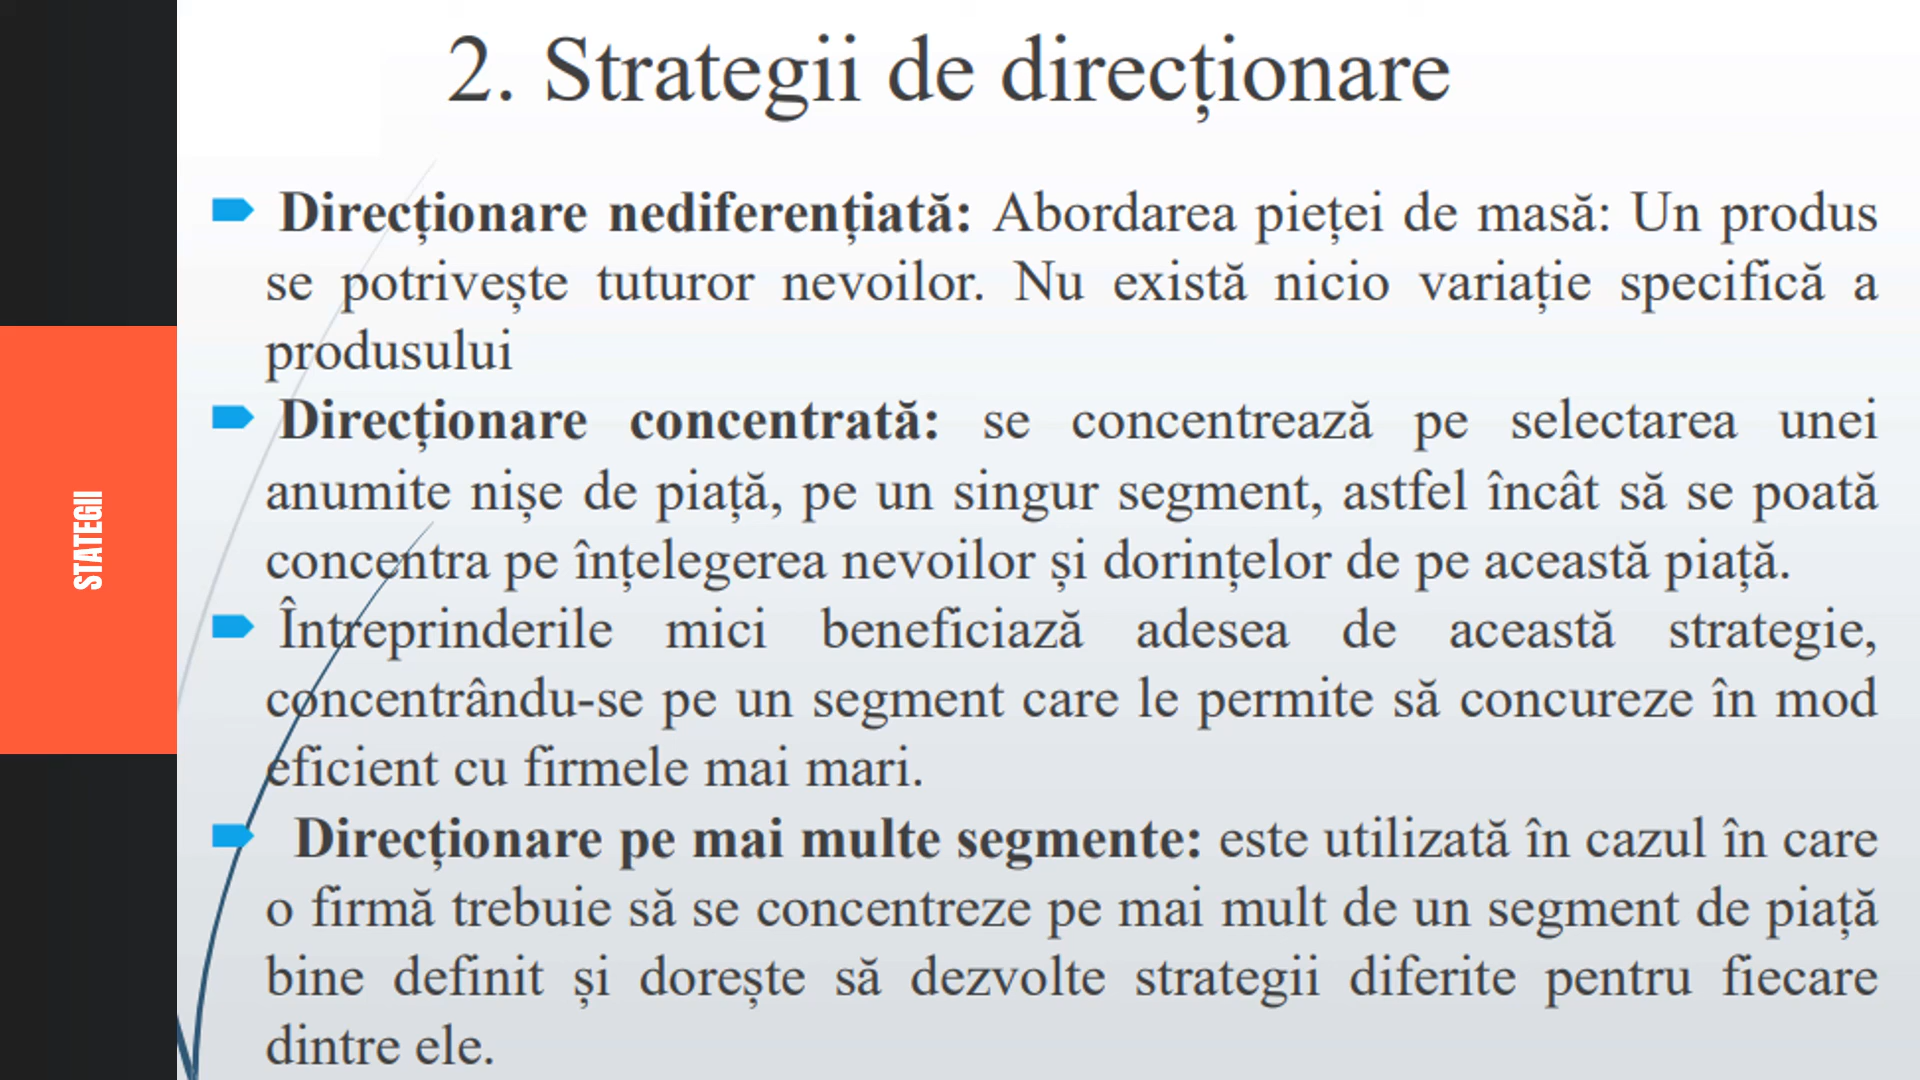 2. Strategii de direcționare
STATEGII
Direcționare nediferențiată: Abordarea pieței de masă: Un produs
se potrivește tuturor nevoilor. Nu există nicio variație specifică a
produsului
Direcționare concentrată: se concentrează pe selectarea unei
anumite nișe de piață, pe un singur segment, astfel încât să se poată
concentra pe înțelegerea nevoilor și dorințelor de pe această piață.
Întreprinderile mici beneficiază adesea de această strategie,
concentrându-se pe un segment care le permite să concureze în mod
eficient cu firmele mai mari.
Direcționare pe mai multe segmente: este utilizată în cazul în care
o firmă trebuie să se concentreze pe mai mult de un segment de piață
bine definit și dorește să dezvolte strategii diferite pentru fiecare
dintre ele.